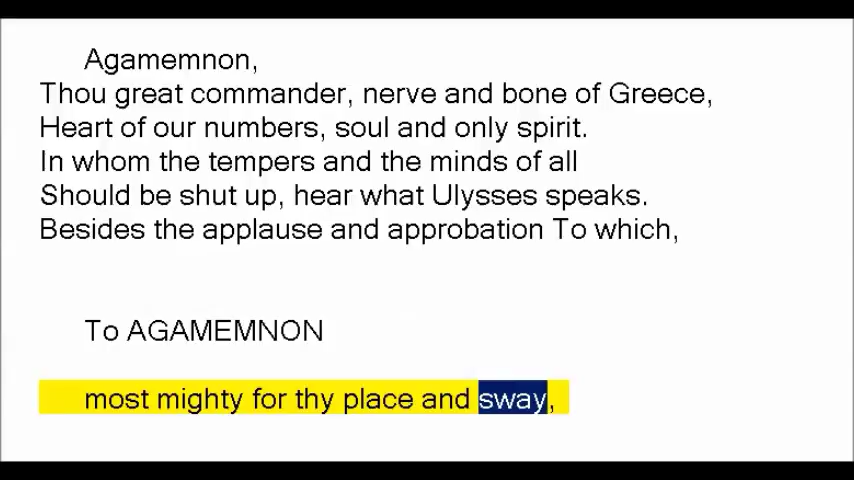 Agamemnon,
Thou great commander, nerve and bone of Greece,
Heart of our numbers, soul and only spirit.
In whom the tempers and the minds of all
Should be shut up, hear what Ulysses speaks.
Besides the applause and approbation To which,
To AGAMEMNON
most mighty for thy place and sway,